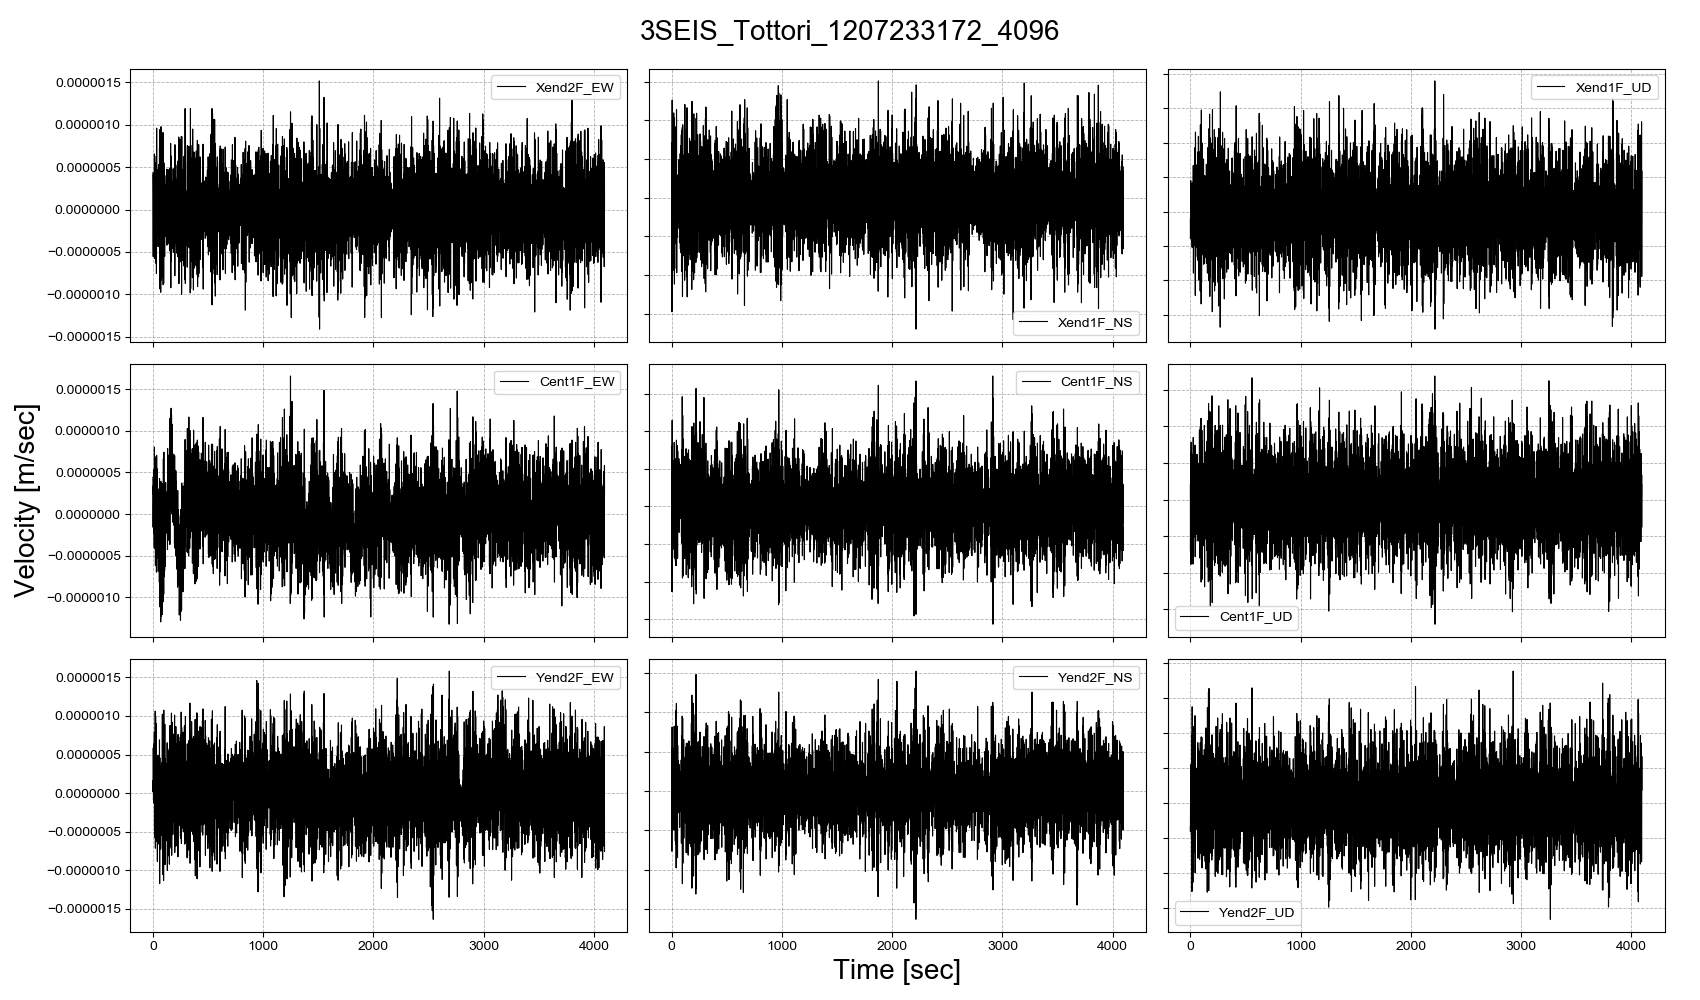 3SEIS_Tottori_1207233172_4096
0.0000015
0.0000010
0.0000005
0.0000000
−0.0000005
−0.0000010
−0.0000015
Xend2F_EW
Xend1F_NS
Xend1F_UD
Velocity [m/sec]
0.0000015
0.0000010
0.0000005
0.0000000
−0.0000005
−0.0000010
Cent1F_EW
Cent1F_NS
Cent1F_UD
0.0000015
0.0000010
0.0000005
0.0000000
−0.0000005
−0.0000010
−0.0000015
Yend2F_EW
Yend2F_NS
Yend2F_UD
0 1000 2000 3000 4000
0 1000 2000 3000 4000
0 1000 2000 3000 4000
Time [sec]